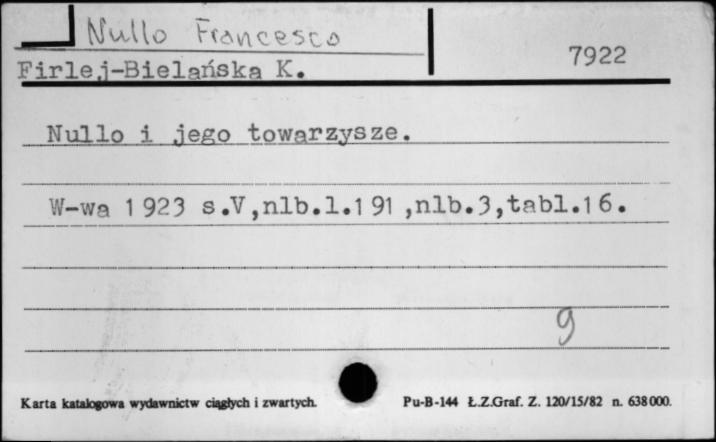 Nullo Francesco
7922
Firlej-Bielańska K.
Nullo i jego towarzysze.
W-wa 1923 s.V,nlb.1.191,nlb.3,tabl.16.
9
Karta katalogowa wydawnictw ciągłych i zwartych.
Pu-B-144 Ł.Z.Graf. Z. 120/15/82 n. 638000.